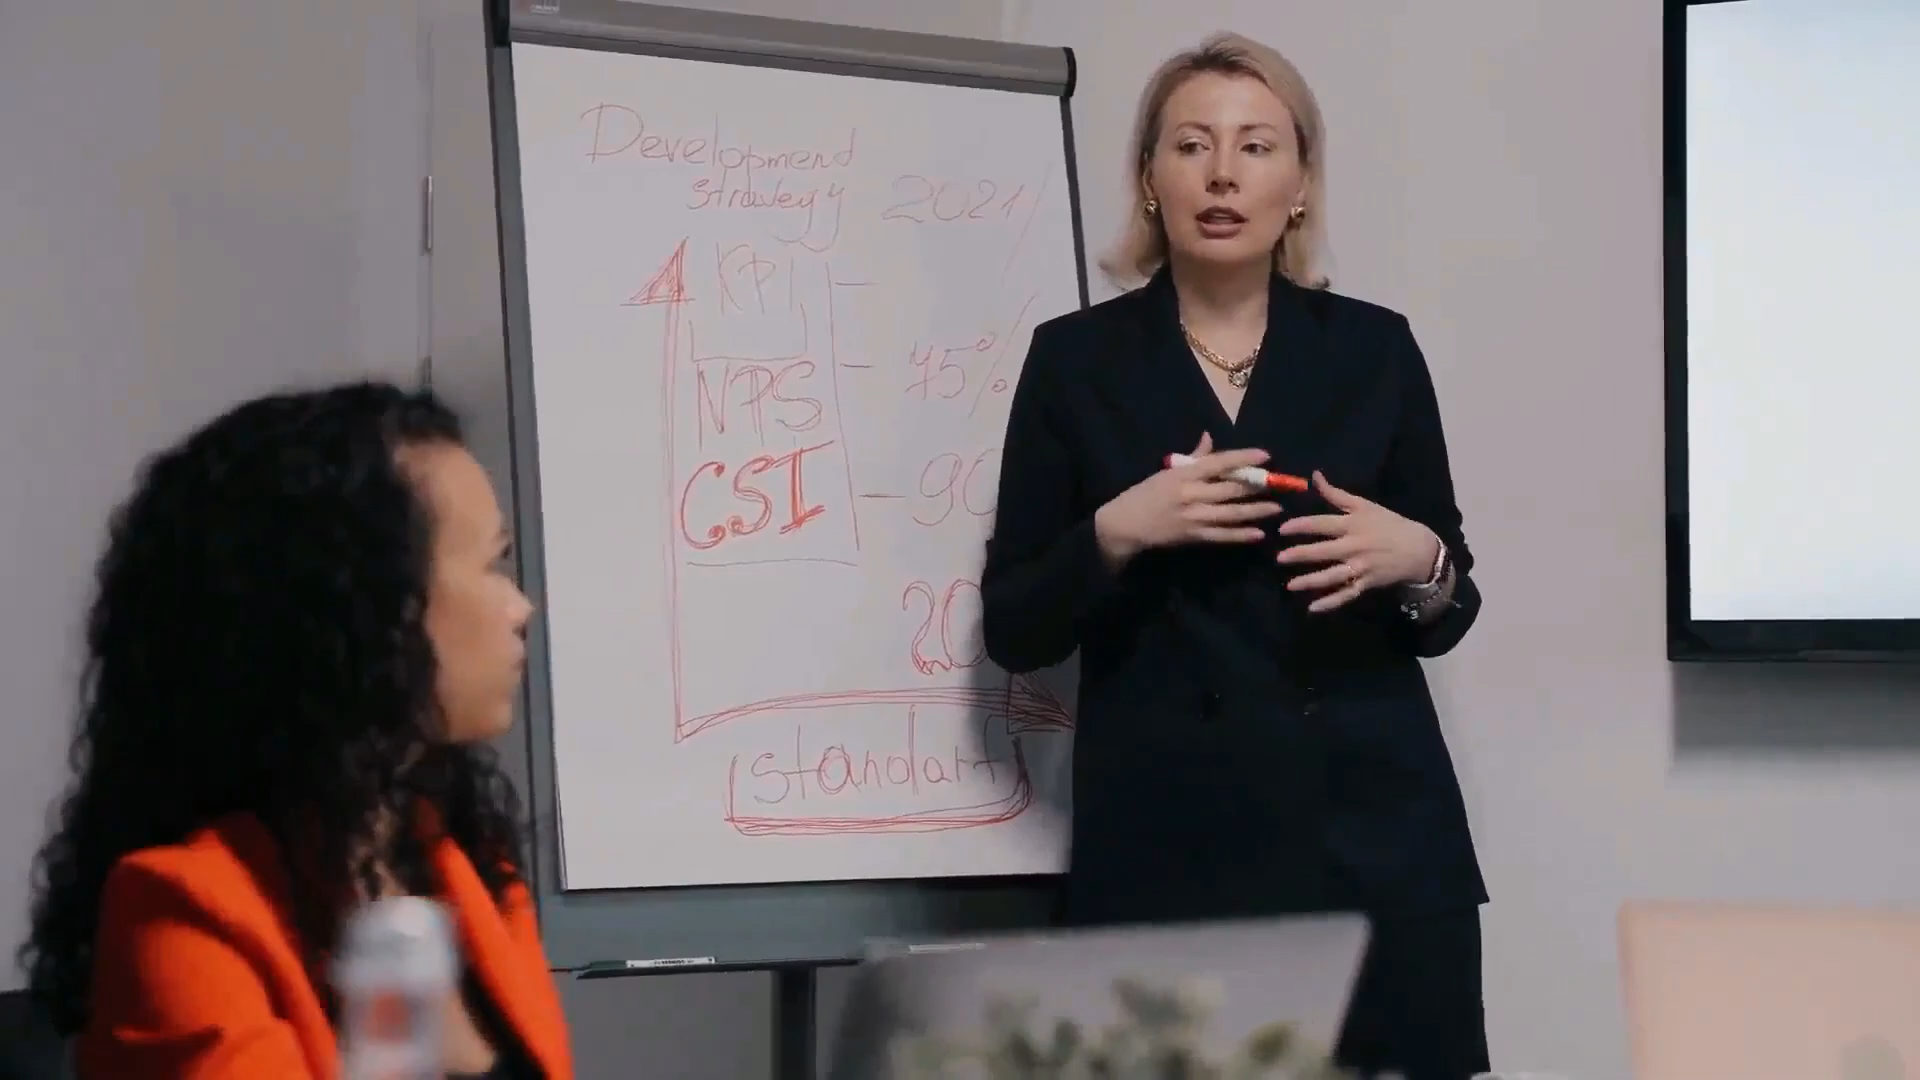 Developmend
strategy 2021
KPI -
NPS - 75%
CSI - 90
20
standart